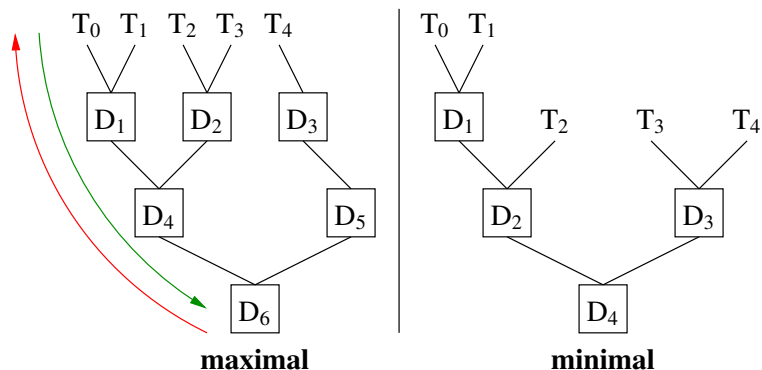 T₀ T₁ T₂ T₃ T₄ T₀ T₁
D₁ D₂ D₃ D₁ T₂ T₃ T₄
D₄ D₅ D₂ D₃
D₆ D₄
maximal minimal